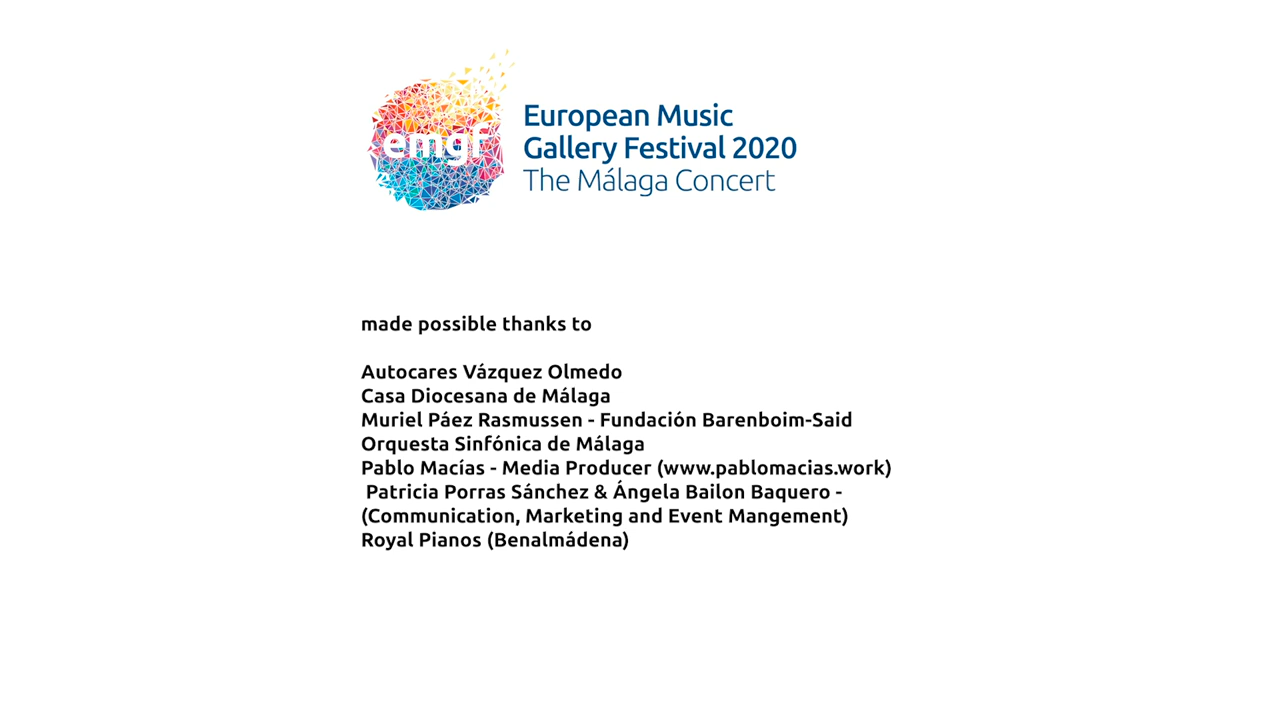 emgf
European Music
Gallery Festival 2020
The Málaga Concert
made possible thanks to
Autocares Vázquez Olmedo
Casa Diocesana de Málaga
Muriel Páez Rasmussen - Fundación Barenboim-Said
Orquesta Sinfónica de Málaga
Pablo Macías - Media Producer (www.pablomacias.work)
Patricia Porras Sánchez & Ángela Bailon Baquero -
(Communication, Marketing and Event Mangement)
Royal Pianos (Benalmádena)